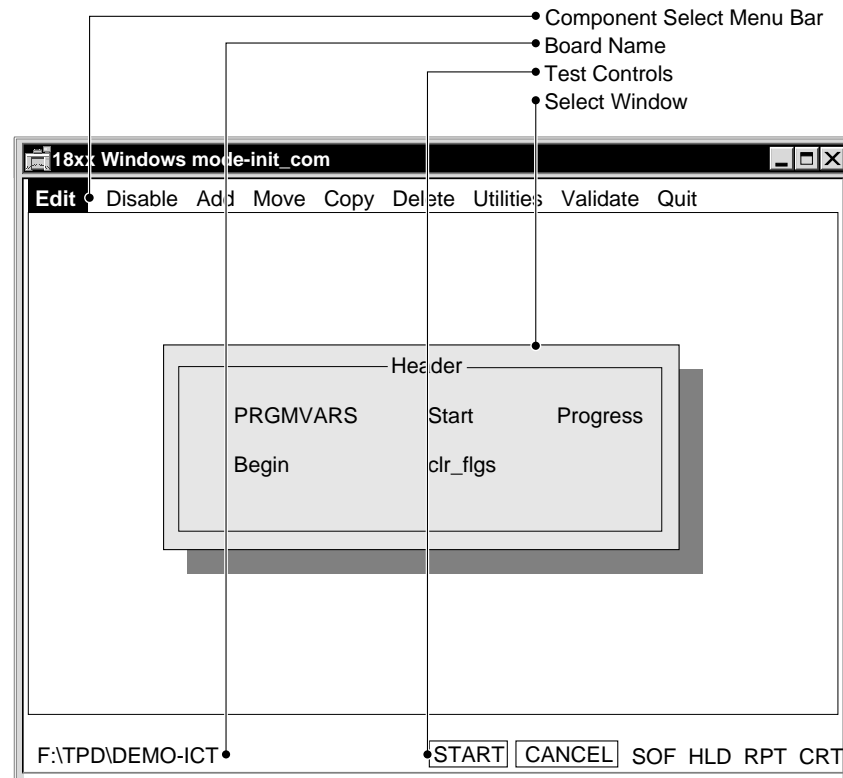 Component Select Menu Bar
Board Name
Test Controls
Select Window
18xx Windows mode-init_com
Edit Disable Add Move Copy Delete Utilities Validate Quit
Header
PRGMVARS Start Progress
Begin clr_flgs
F:\TPD\DEMO-ICT START CANCEL SOF HLD RPT CRT